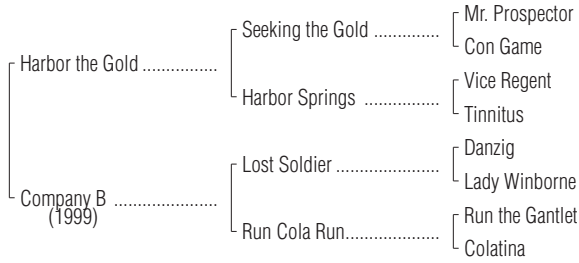 Mr. Prospector
Seeking the Gold ...............
Con Game
Harbor the Gold ................
Vice Regent
Harbor Springs ................
Tinnitus
Danzig
Lost Soldier ......................
Lady Winborne
Company B ......................
(1999)
Run the Gantlet
Run Cola Run....................
Colatina